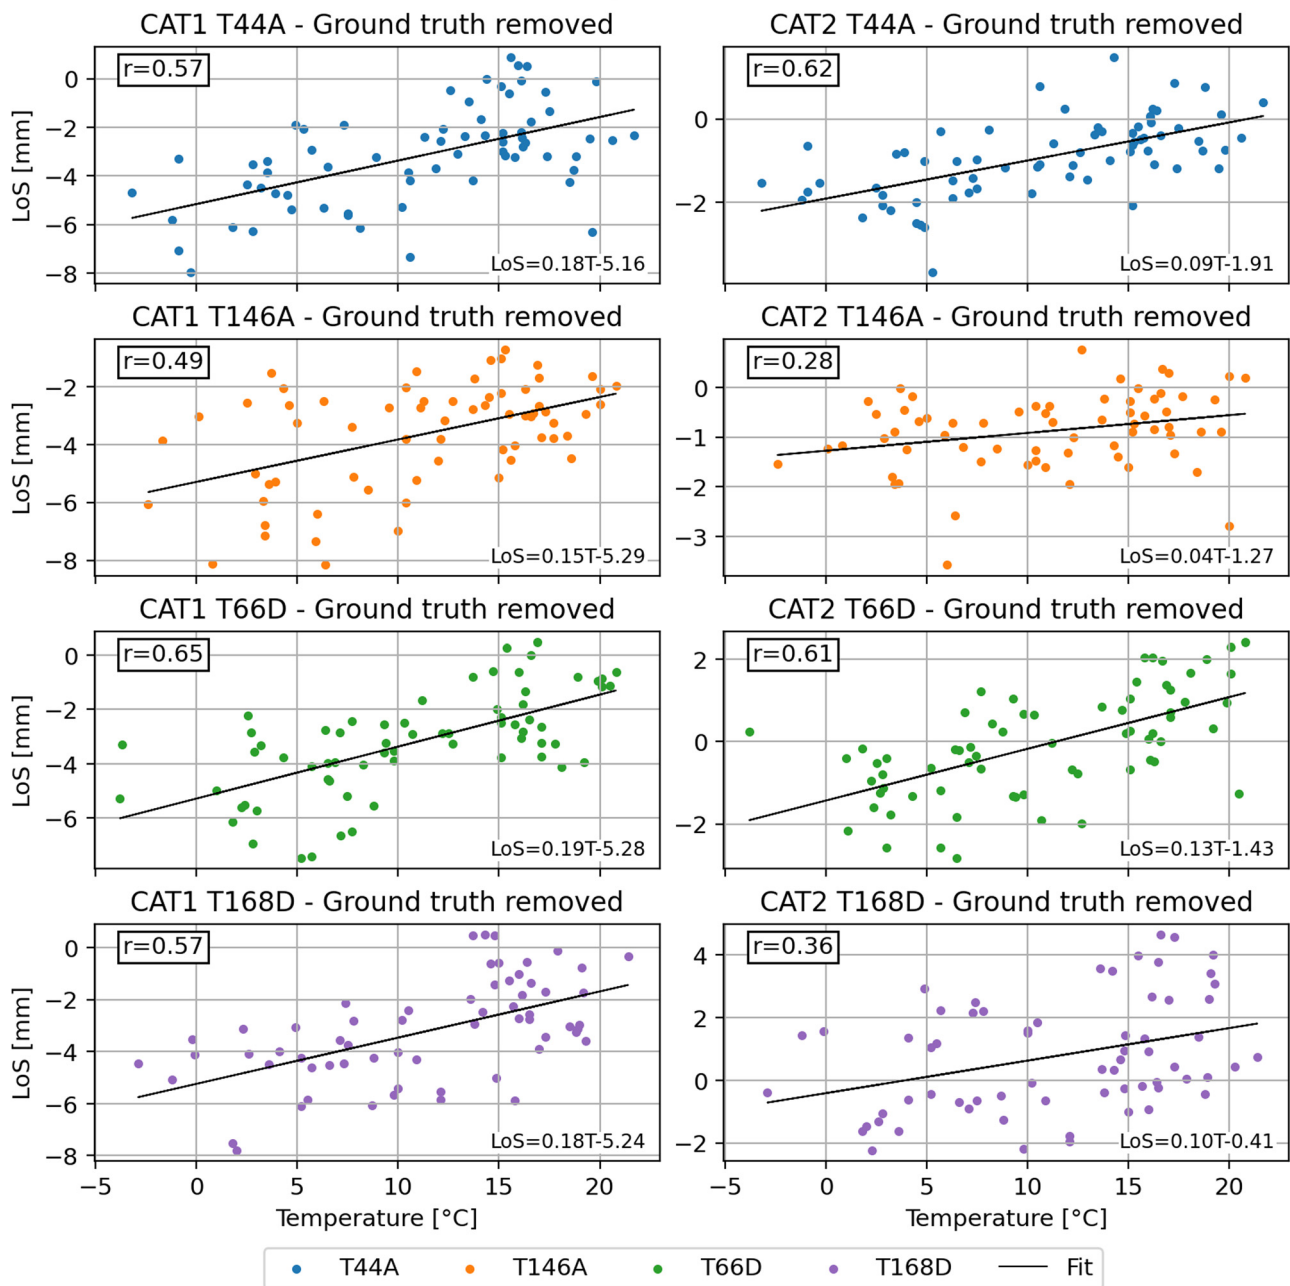 CAT1 T44A - Ground truth removed
CAT2 T44A - Ground truth removed
r=0.57
r=0.62
LoS [mm]
0
−2
−4
−6
−8
0
−2
LoS=0.18T-5.16
LoS=0.09T-1.91
CAT1 T146A - Ground truth removed
CAT2 T146A - Ground truth removed
r=0.49
r=0.28
LoS [mm]
−2
−4
−6
−8
0
−1
−2
−3
LoS=0.15T-5.29
LoS=0.04T-1.27
CAT1 T66D - Ground truth removed
CAT2 T66D - Ground truth removed
r=0.65
r=0.61
LoS [mm]
0
−2
−4
−6
2
0
−2
LoS=0.19T-5.28
LoS=0.13T-1.43
CAT1 T168D - Ground truth removed
CAT2 T168D - Ground truth removed
r=0.57
r=0.36
LoS [mm]
0
−2
−4
−6
−8
4
2
0
−2
LoS=0.18T-5.24
LoS=0.10T-0.41
−5 0 5 10 15 20
−5 0 5 10 15 20
Temperature [°C]
Temperature [°C]
T44A T146A T66D T168D Fit